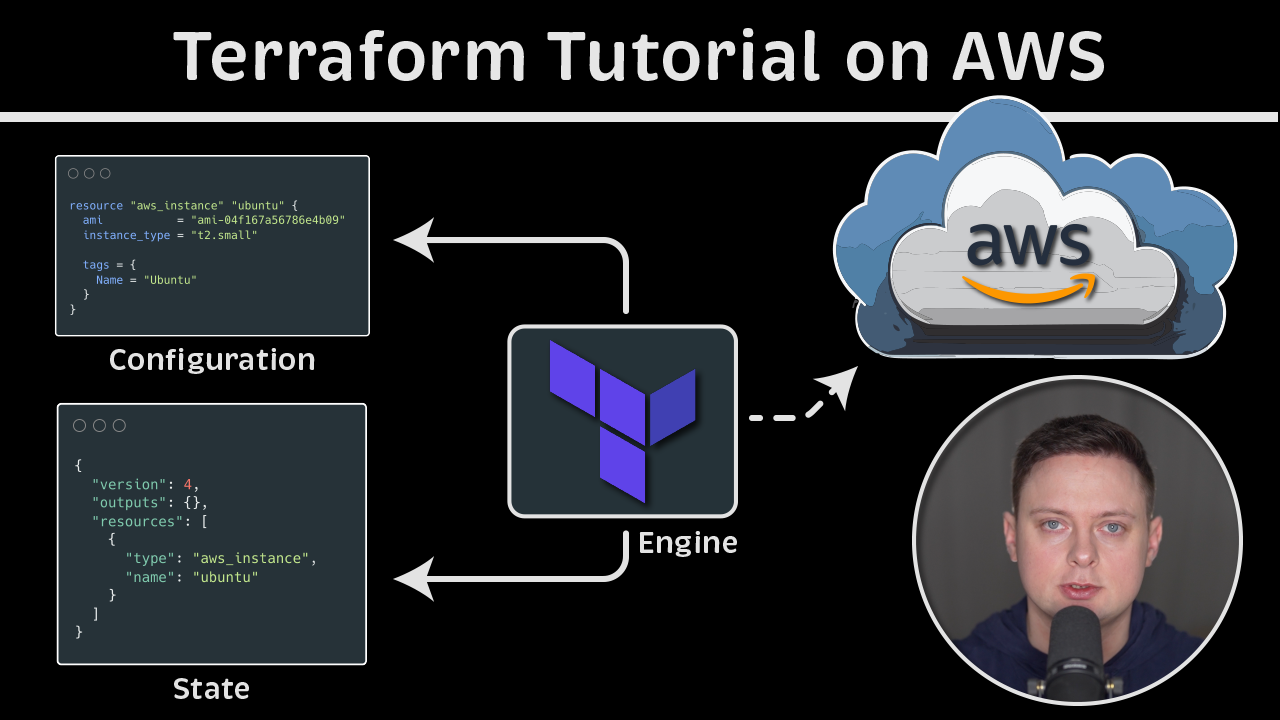 Terraform Tutorial on AWS
resource "aws_instance" "ubuntu" {
  ami           = "ami-04f167a56786e4b09"
  instance_type = "t2.small"
  tags = {
    Name = "Ubuntu"
  }
}
Configuration
{
  "version": 4,
  "outputs": {},
  "resources": [
    {
      "type": "aws_instance",
      "name": "ubuntu"
    }
  ]
}
State
Engine
aws